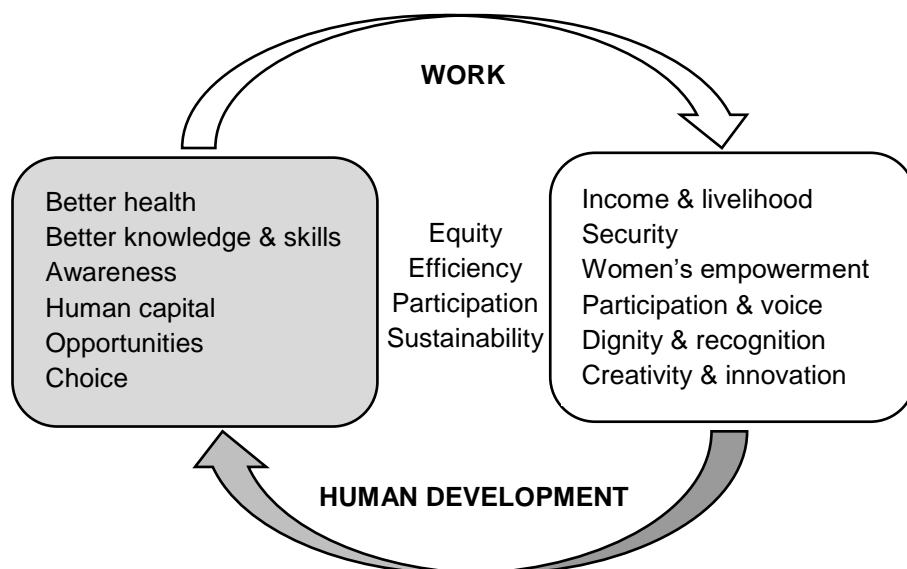 WORK
Better health
Better knowledge & skills
Awareness
Human capital
Opportunities
Choice
Equity
Efficiency
Participation
Sustainability
Income & livelihood
Security
Women’s empowerment
Participation & voice
Dignity & recognition
Creativity & innovation
HUMAN DEVELOPMENT